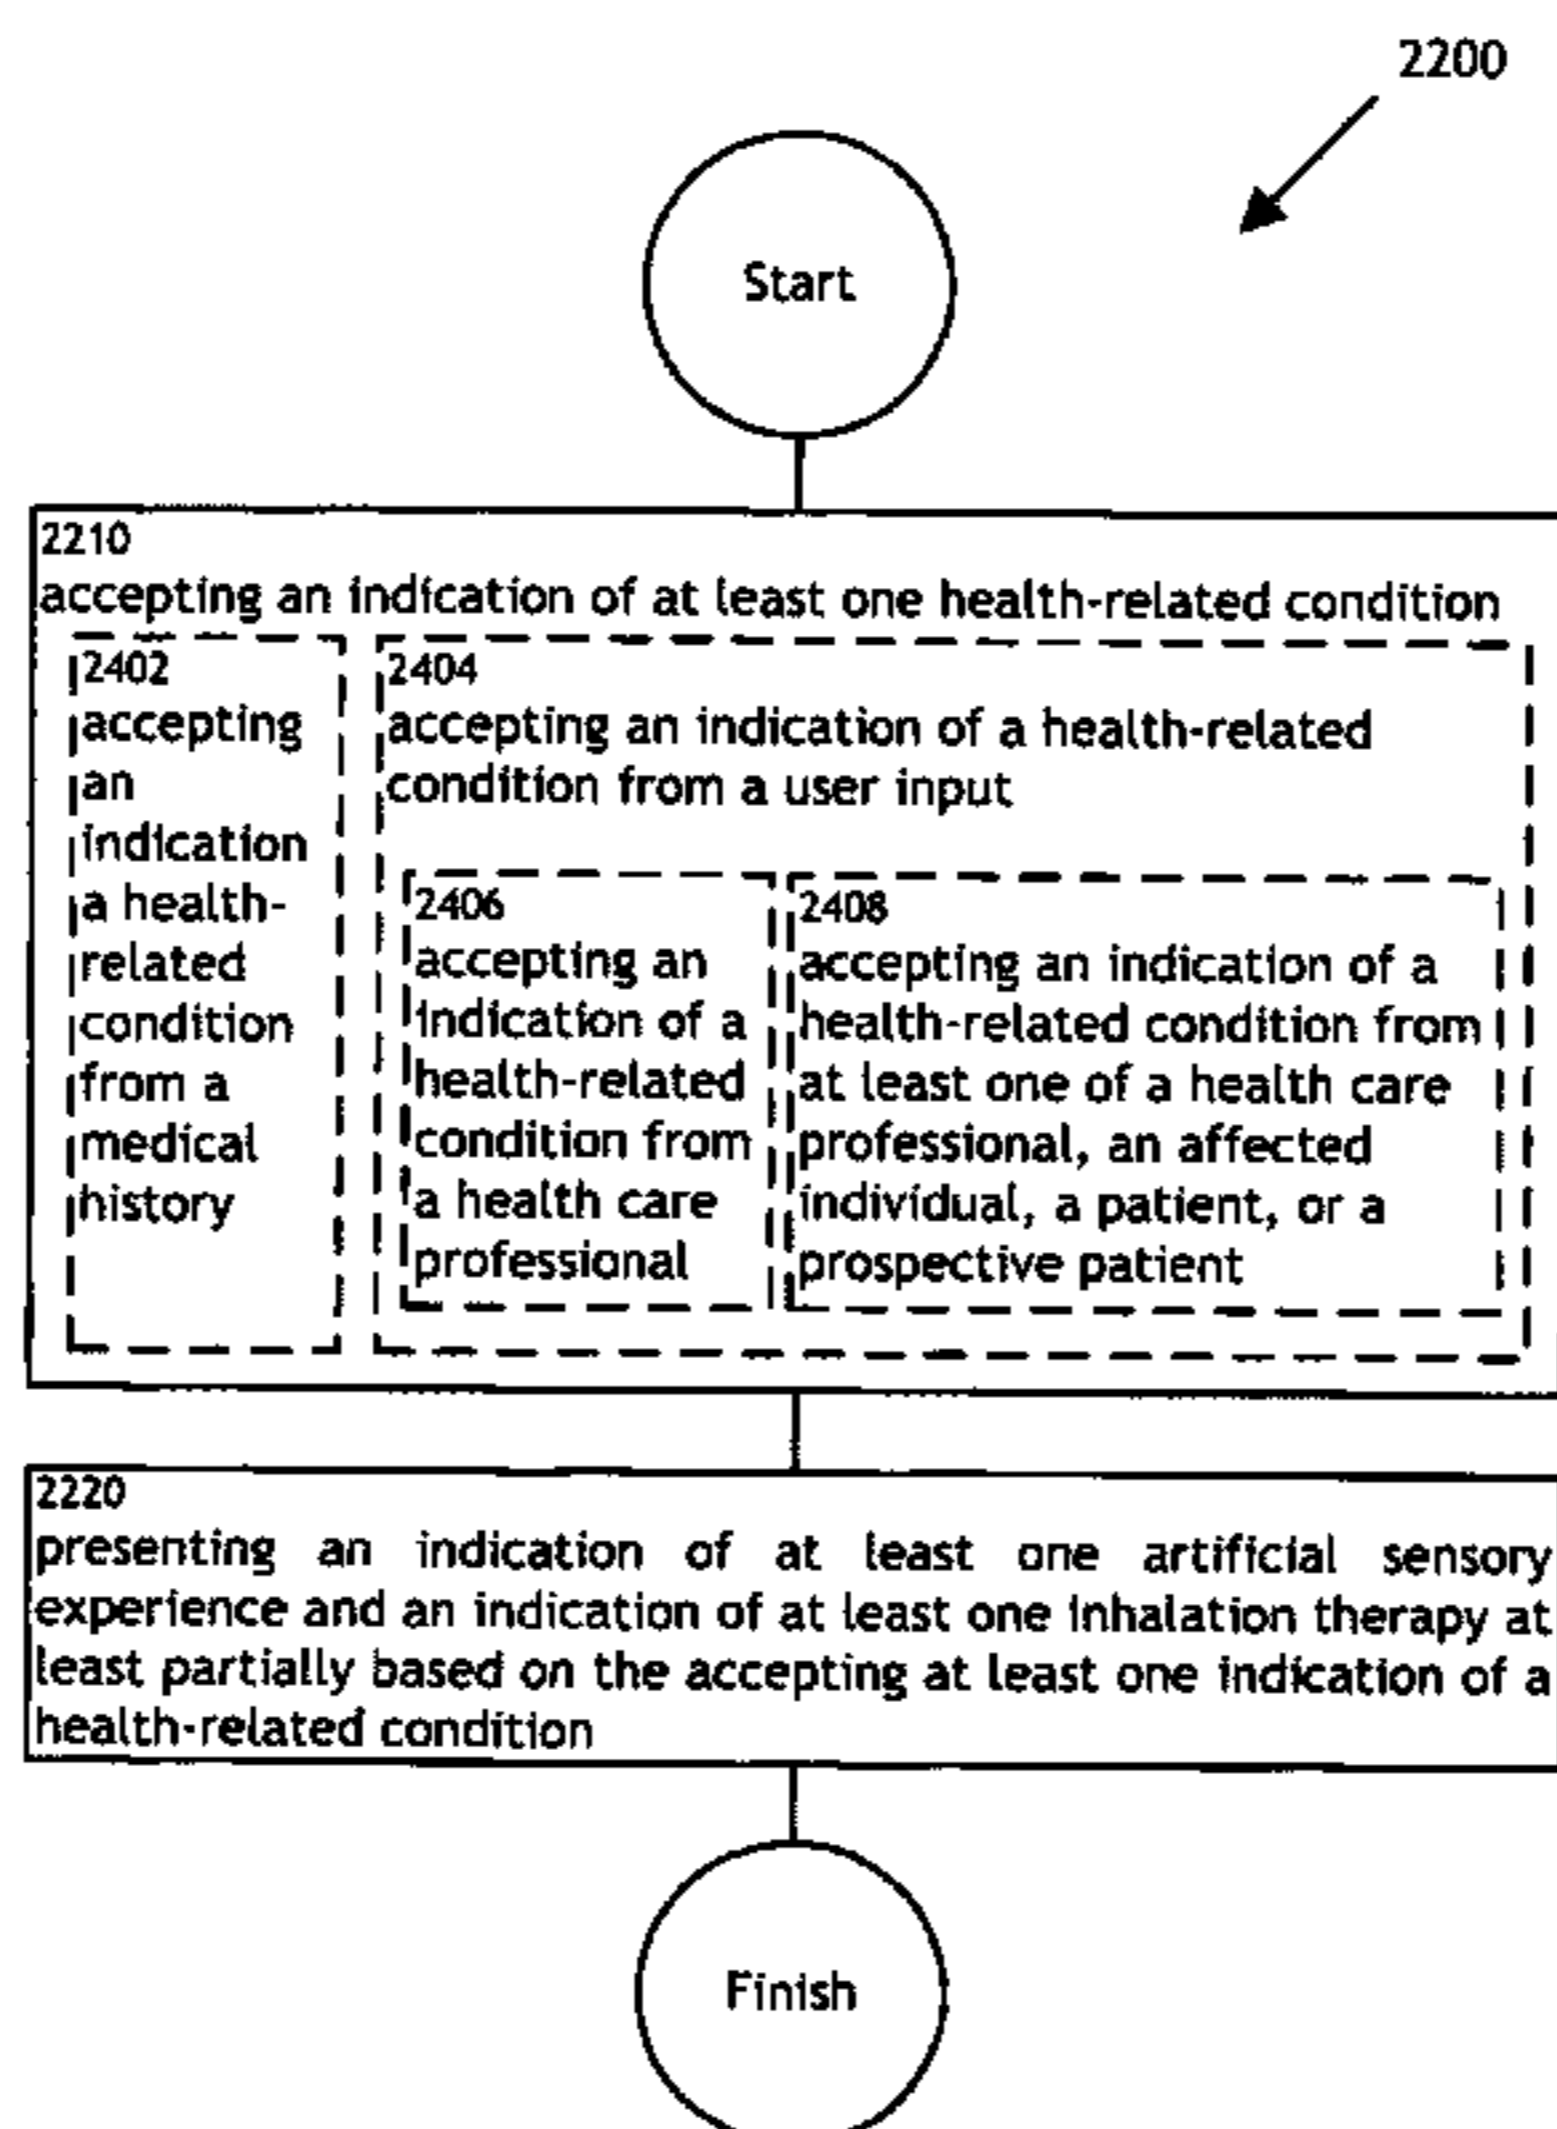 2200
Start
2210
accepting an indication of at least one health-related condition
2402
accepting
an
indication
a health-
related
condition
from a
medical
history
2404
accepting an indication of a health-related
condition from a user input
2406
accepting an
indication of a
health-related
condition from
a health care
professional
2408
accepting an indication of a
health-related condition from
at least one of a health care
professional, an affected
individual, a patient, or a
prospective patient
2220
presenting an indication of at least one artificial sensory
experience and an indication of at least one inhalation therapy at
least partially based on the accepting at least one indication of a
health-related condition
Finish